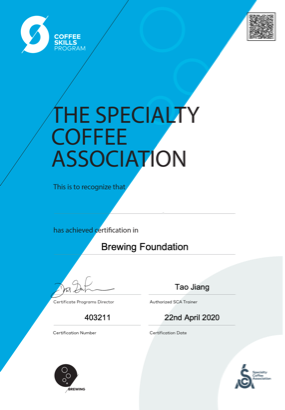 COFFEE
SKILLS
PROGRAM
THE SPECIALTY
COFFEE
ASSOCIATION
This is to recognize that
has achieved certification in
Brewing Foundation
Tao Jiang
Certificate Programs Director
Authorized SCA Trainer
403211
22nd April 2020
Certification Number
Certification Date
BREWING
Specialty
Coffee
Association